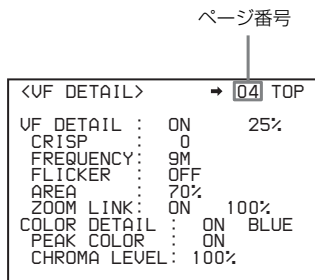 ページ番号
<VF DETAIL> ➡ 04 TOP
VF DETAIL : ON 25%
CRISP : 0
FREQUENCY: 9M
FLICKER : OFF
AREA : 70%
ZOOM LINK: ON 100%
COLOR DETAIL : ON BLUE
PEAK COLOR : ON
CHROMA LEVEL: 100%